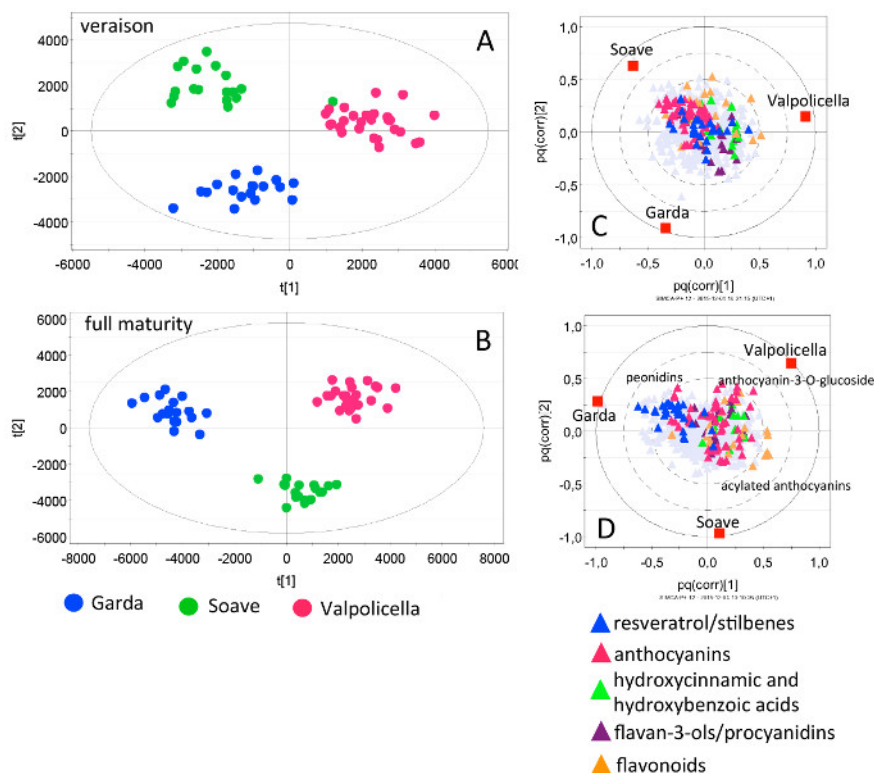 veraison
A
t[2]
4000
2000
0
-2000
-4000
-6000 -4000 -2000 0 2000 4000 6000
t[1]
Soave
Valpolicella
Garda
C
pq(corr)[2]
1,0
0,5
0,0
-0,5
-1,0
-1,0 -0,5 0,0 0,5 1,0
pq(corr)[1]
full maturity
B
t[2]
6000
4000
2000
0
-2000
-4000
-6000
-8000 -6000 -4000 -2000 0 2000 4000 6000 8000
t[1]
Valpolicella
peonidins
anthocyanin-3-O-glucoside
Garda
acylated anthocyanins
Soave
D
pq(corr)[2]
1,0
0,5
0,0
-0,5
-1,0
-1,0 -0,5 0,0 0,5 1,0
pq(corr)[1]
Garda Soave Valpolicella
resveratrol/stilbenes
anthocyanins
hydroxycinnamic and
hydroxybenzoic acids
flavan-3-ols/procyanidins
flavonoids